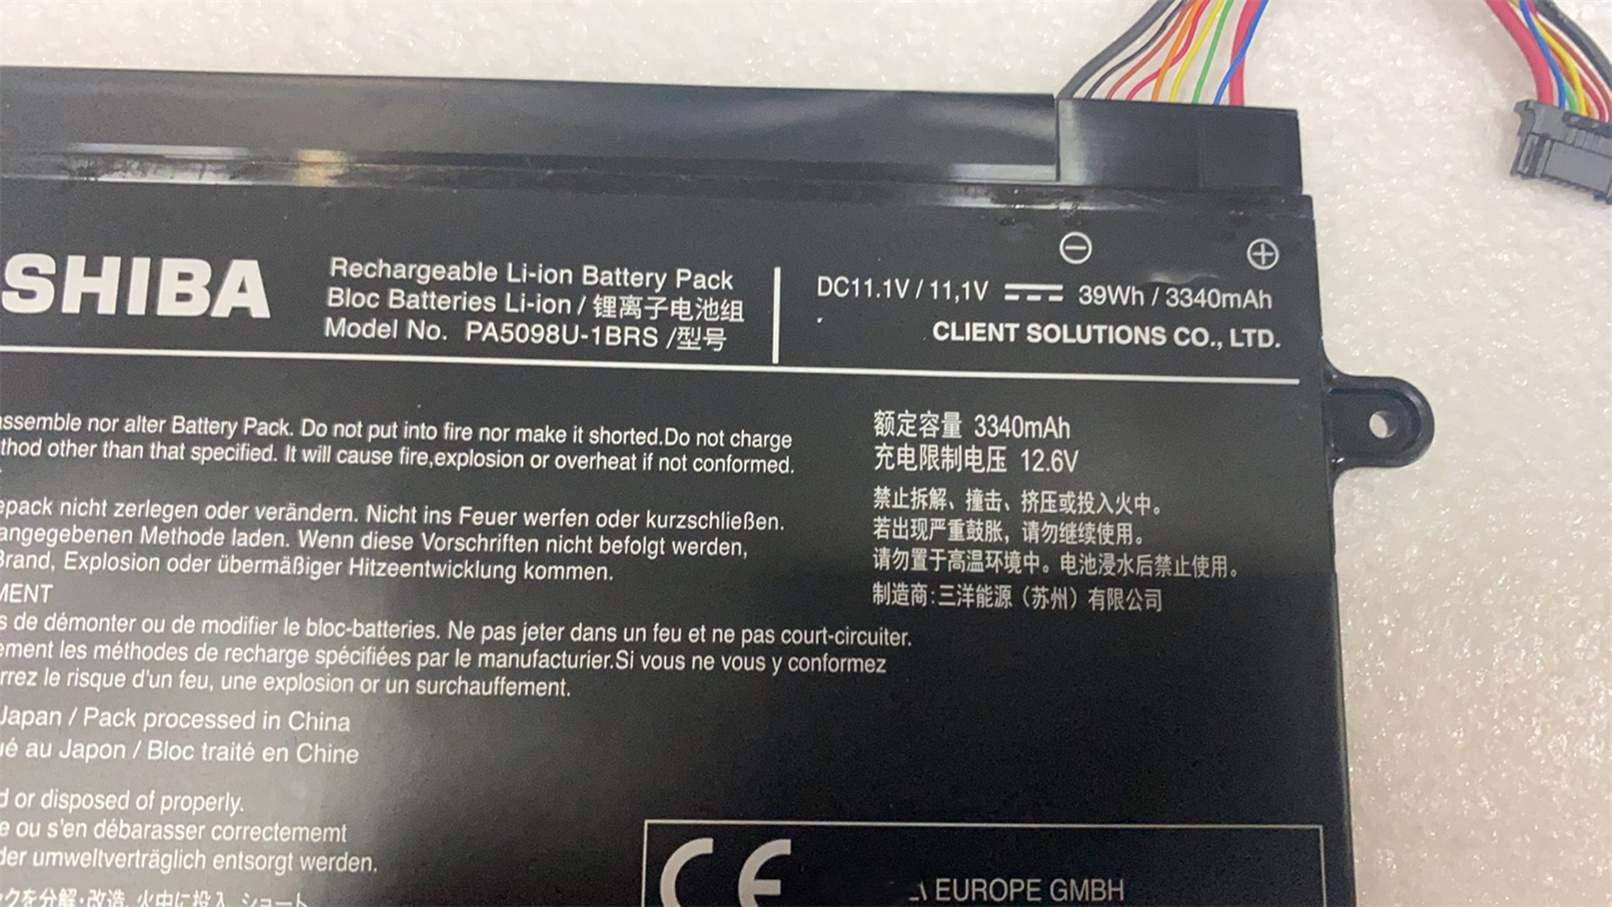 SHIBA
Rechargeable Li-ion Battery Pack
Bloc Batteries Li-ion / 锂离子电池组
Model No. PA5098U-1BRS /型号
⊖ ⊕
DC11.1V / 11,1V ⎓ 39Wh / 3340mAh
CLIENT SOLUTIONS CO., LTD.
assemble nor alter Battery Pack. Do not put into fire nor make it shorted.Do not charge
thod other than that specified. It will cause fire,explosion or overheat if not conformed.
epack nicht zerlegen oder verändern. Nicht ins Feuer werfen oder kurzschließen.
angegebenen Methode laden. Wenn diese Vorschriften nicht befolgt werden,
Brand, Explosion oder übermäßiger Hitzeentwicklung kommen.
MENT
s de démonter ou de modifier le bloc-batteries. Ne pas jeter dans un feu et ne pas court-circuiter.
ement les méthodes de recharge spécifiées par le manufacturier.Si vous ne vous y conformez
rrez le risque d'un feu, une explosion or un surchauffement.
Japan / Pack processed in China
ué au Japon / Bloc traité en Chine
d or disposed of properly.
e ou s'en débarasser correctememt
der umweltverträglich entsorgt werden.
クを分解・改造、火中に投入、ショート
额定容量 3340mAh
充电限制电压 12.6V
禁止拆解、撞击、挤压或投入火中。
若出现严重鼓胀，请勿继续使用。
请勿置于高温环境中。电池浸水后禁止使用。
制造商:三洋能源（苏州）有限公司
CE
EUROPE GMBH